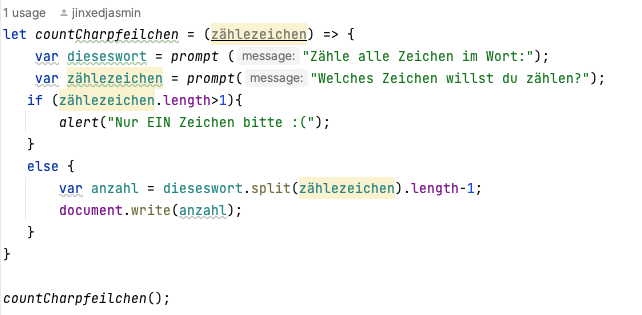 1 usage jinxedjasmin
let countCharpfeilchen = (zählezeichen) => {
var dieseswort = prompt ( message: "Zähle alle Zeichen im Wort:");
var zählezeichen = prompt( message: "Welches Zeichen willst du zählen?");
if (zählezeichen.length>1){
alert("Nur EIN Zeichen bitte :(");
}
else {
var anzahl = dieseswort.split(zählezeichen).length-1;
document.write(anzahl);
}
}
countCharpfeilchen();